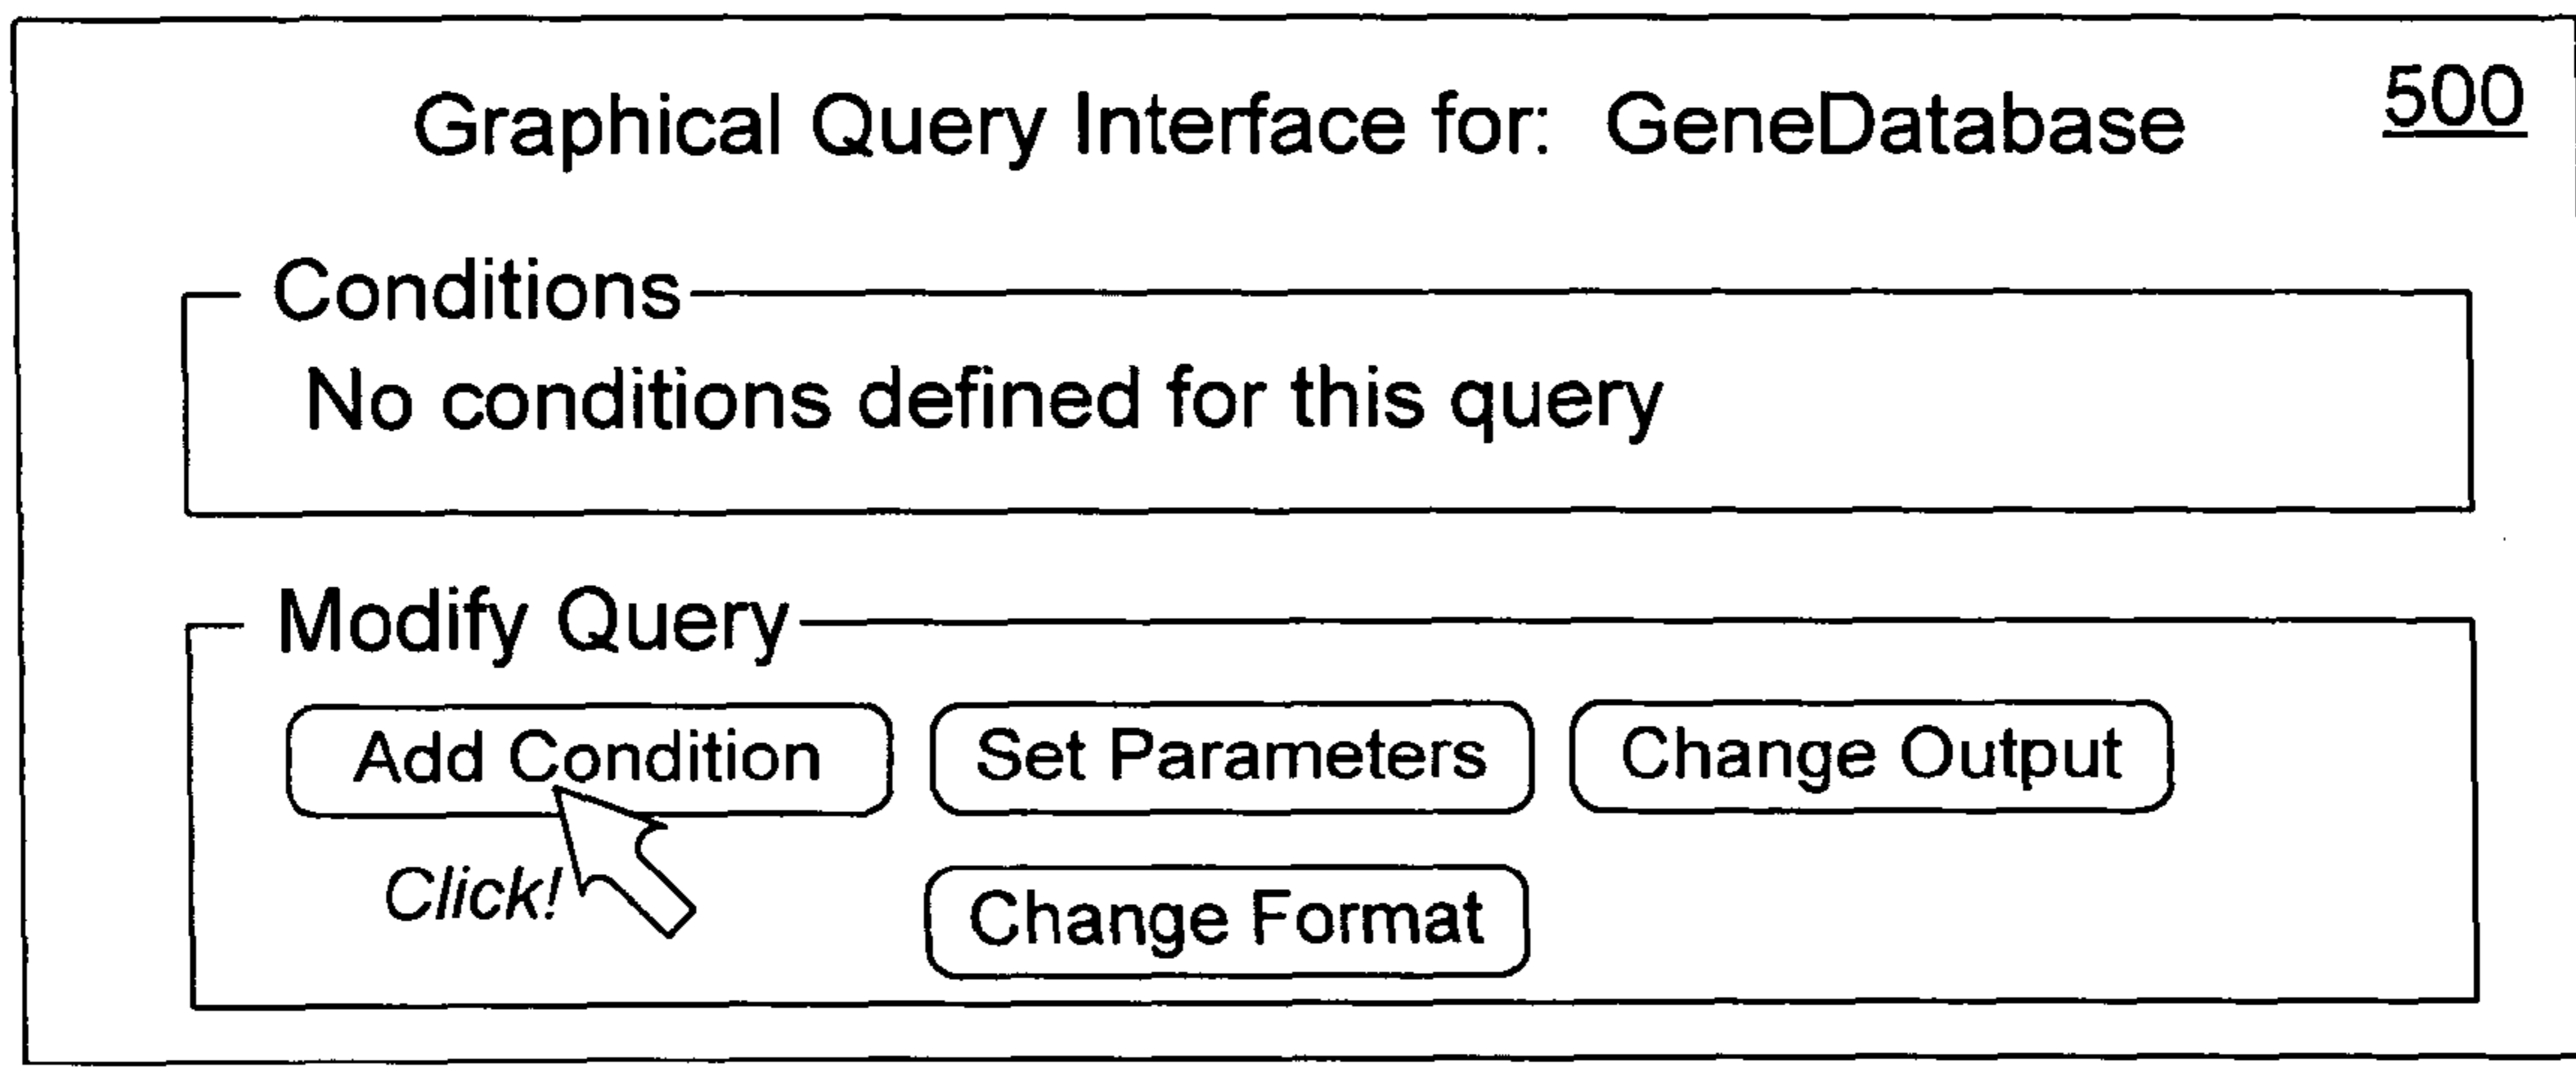 Graphical Query Interface for: GeneDatabase 500
Conditions
No conditions defined for this query
Modify Query
Add Condition Set Parameters Change Output
Click! Change Format